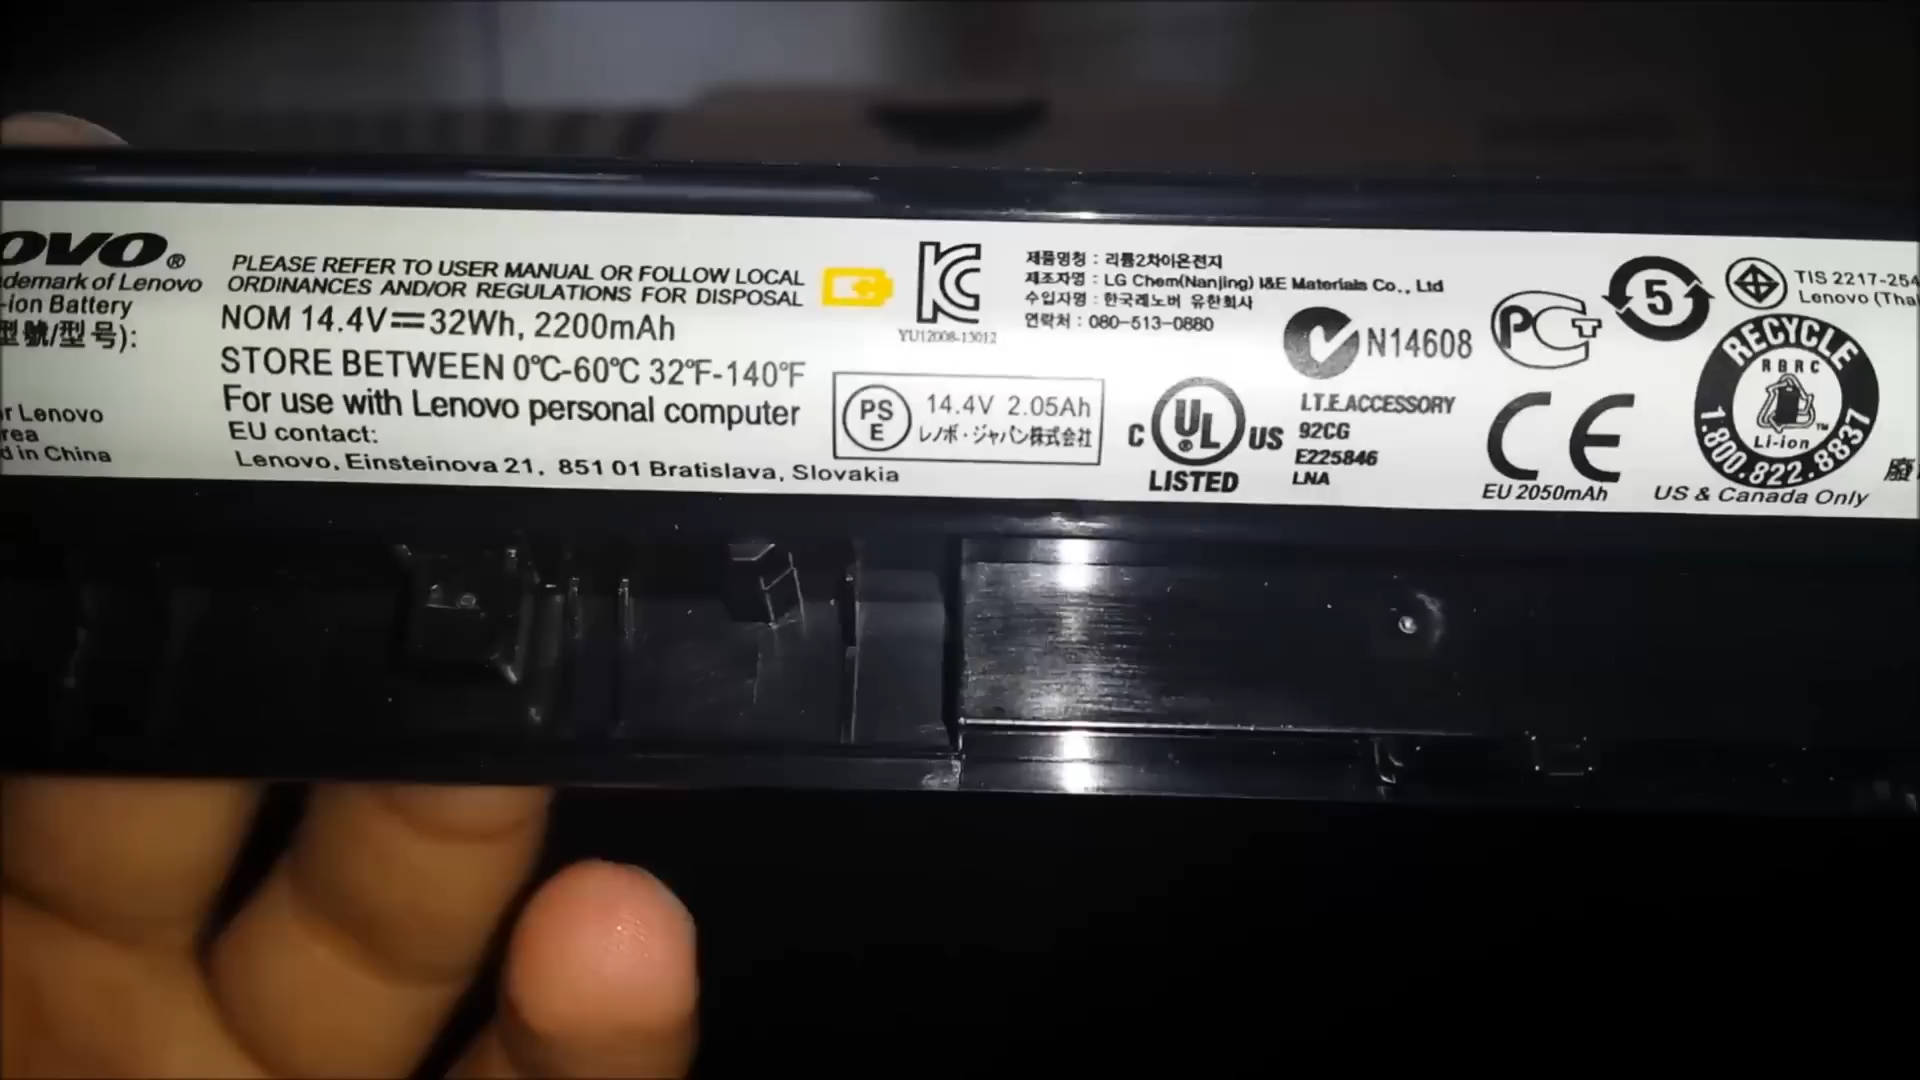 OVO®
demark of Lenovo
-ion Battery
型號/型号):
r Lenovo
rea
d in China
PLEASE REFER TO USER MANUAL OR FOLLOW LOCAL
ORDINANCES AND/OR REGULATIONS FOR DISPOSAL
NOM 14.4V⎓32Wh, 2200mAh
STORE BETWEEN 0℃-60℃ 32℉-140℉
For use with Lenovo personal computer
EU contact:
Lenovo, Einsteinova 21, 851 01 Bratislava, Slovakia
KC
YU12008-13012
제품명칭 : 리튬2차이온전지
제조자명 : LG Chem(Nanjing) I&E Materials Co., Ltd
수입자명 : 한국레노버 유한회사
연락처 : 080-513-0880
PS
E
14.4V 2.05Ah
レノボ・ジャパン株式会社
C UL® US
LISTED
I.T.E.ACCESSORY
92CG
E225846
LNA
N14608
PCT
5
CE
EU 2050mAh
TIS 2217-254
Lenovo (Tha
RECYCLE
RBRC
Li-ion ™
1.800.822.8837
US & Canada Only
廢